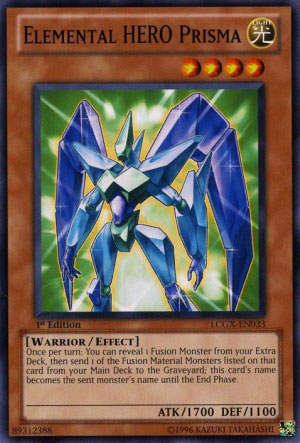 Elemental HERO Prisma
LIGHT
光
1st Edition
LCGX-EN033
[Warrior / Effect]
Once per turn: You can reveal 1 Fusion Monster from your Extra
Deck, then send 1 of the Fusion Material Monsters listed on that
card from your Main Deck to the Graveyard; this card's name
becomes the sent monster's name until the End Phase.
ATK/1700 DEF/1100
89312388
©1996 KAZUKI TAKAHASHI